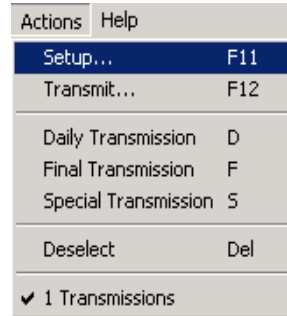 Actions Help
Setup... F11
Transmit... F12
Daily Transmission D
Final Transmission F
Special Transmission S
Deselect Del
✔ 1 Transmissions